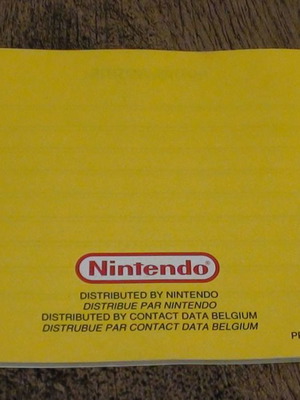 Nintendo®
DISTRIBUTED BY NINTENDO
DISTRIBUE PAR NINTENDO
DISTRIBUTED BY CONTACT DATA BELGIUM
DISTRUBUE PAR CONTACT DATA BELGIUM